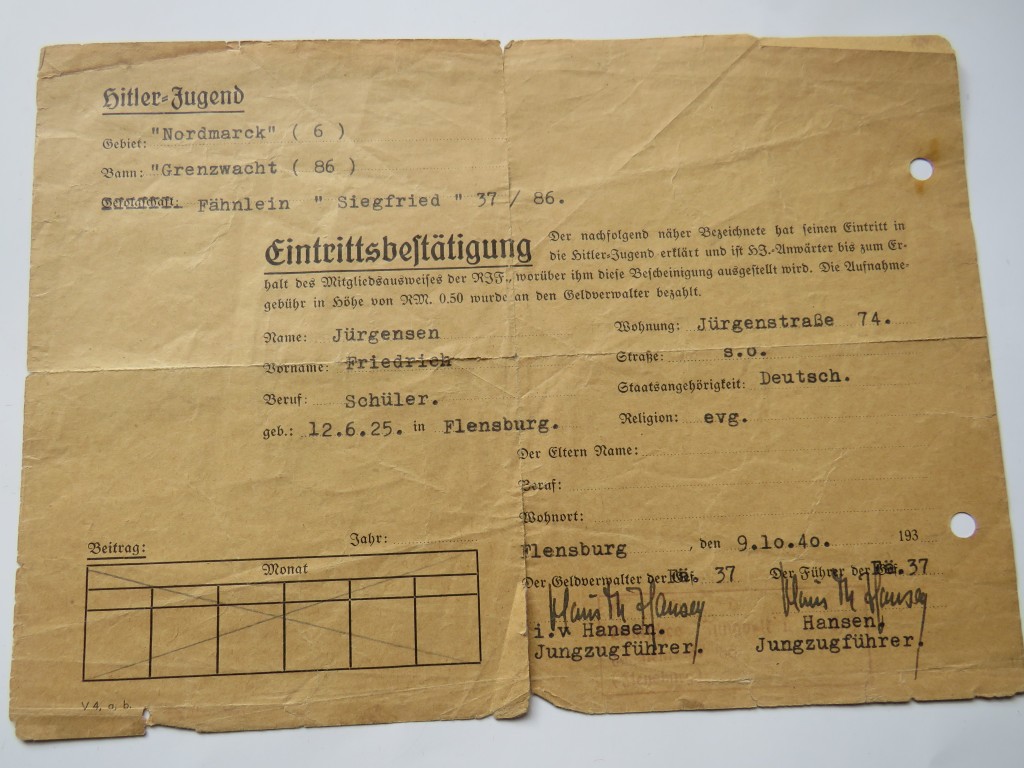 Hitler-Jugend
Gebiet: "Nordmarck" ( 6 )
Bann: "Grenzwacht ( 86 )
Fähnlein " Siegfried " 37 / 86.
Eintrittsbestätigung
Der nachfolgend näher Bezeichnete hat seinen Eintritt in
die Hitler-Jugend erklärt und ist HJ.-Anwärter bis zum Er-
halt des Mitgliedsausweises der RJF., worüber ihm diese Bescheinigung ausgestellt wird. Die Aufnahme-
gebühr in Höhe von RM. 0.50 wurde an den Geldverwalter bezahlt.
Name: Jürgensen
Vorname: Friedrich
Beruf: Schüler.
geb.: 12.6.25. in Flensburg.
Wohnung: Jürgenstraße 74.
Straße: s.o.
Staatsangehörigkeit: Deutsch.
Religion: evg.
Der Eltern Name:
Beruf:
Wohnort:
Beitrag: Jahr:
Monat
Flensburg, den 9.10.40. 193
Der Geldverwalter der Fä. 37
Der Führer der Fä. 37
i.v Hansen.
Jungzugführer.
Hansen.
Jungzugführer.
V 4, a, b.